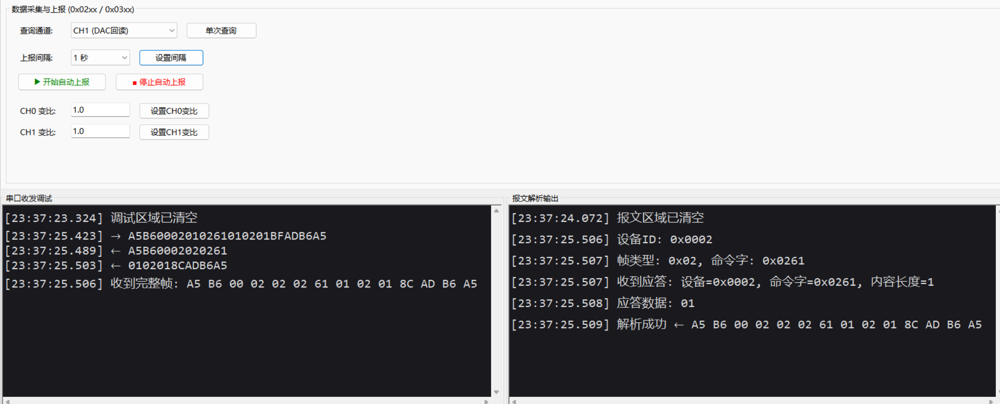 数据采集与上报 (0x02xx / 0x03xx)
查询通道: CH1 (DAC回读) 单次查询
上报间隔: 1 秒 设置间隔
▶ 开始自动上报 ■ 停止自动上报
CH0 变比: 1.0 设置CH0变比
CH1 变比: 1.0 设置CH1变比
串口收发调试
[23:37:23.324] 调试区域已清空
[23:37:25.423] → A5B60002010261010201BFADB6A5
[23:37:25.489] ← A5B60002020261
[23:37:25.503] ← 0102018CADB6A5
[23:37:25.506] 收到完整帧: A5 B6 00 02 02 02 61 01 02 01 8C AD B6 A5
报文解析输出
[23:37:24.072] 报文区域已清空
[23:37:25.506] 设备ID: 0x0002
[23:37:25.507] 帧类型: 0x02, 命令字: 0x0261
[23:37:25.507] 收到应答: 设备=0x0002, 命令字=0x0261, 内容长度=1
[23:37:25.508] 应答数据: 01
[23:37:25.509] 解析成功 ← A5 B6 00 02 02 02 61 01 02 01 8C AD B6 A5